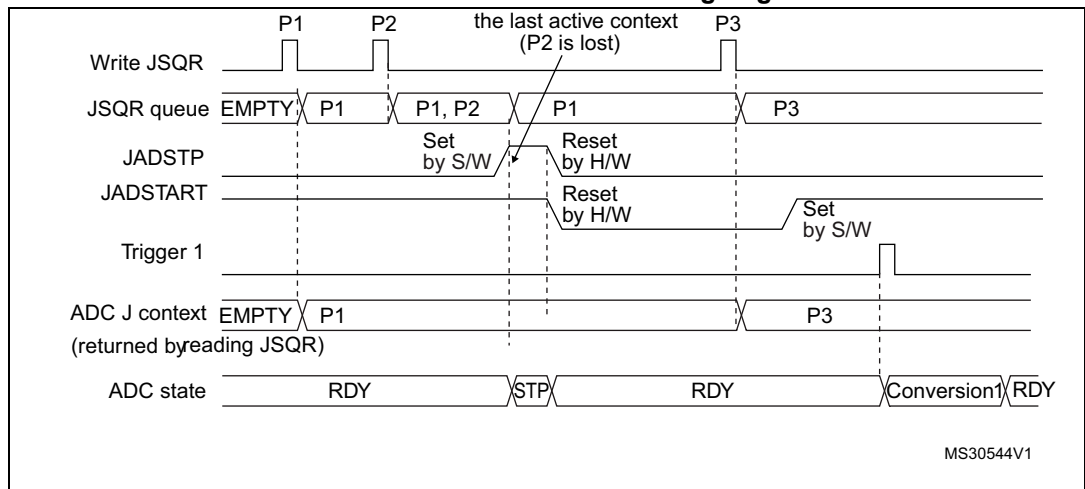 P1 P2 the last active context P3
(P2 is lost)
Write JSQR
JSQR queue EMPTY P1 P1, P2 P1 P3
Set Reset
JADSTP by S/W by H/W
JADSTART Reset
by H/W Set
by S/W
Trigger 1
ADC J context EMPTY P1 P3
(returned byreading JSQR)
ADC state RDY STP RDY Conversion1 RDY
MS30544V1